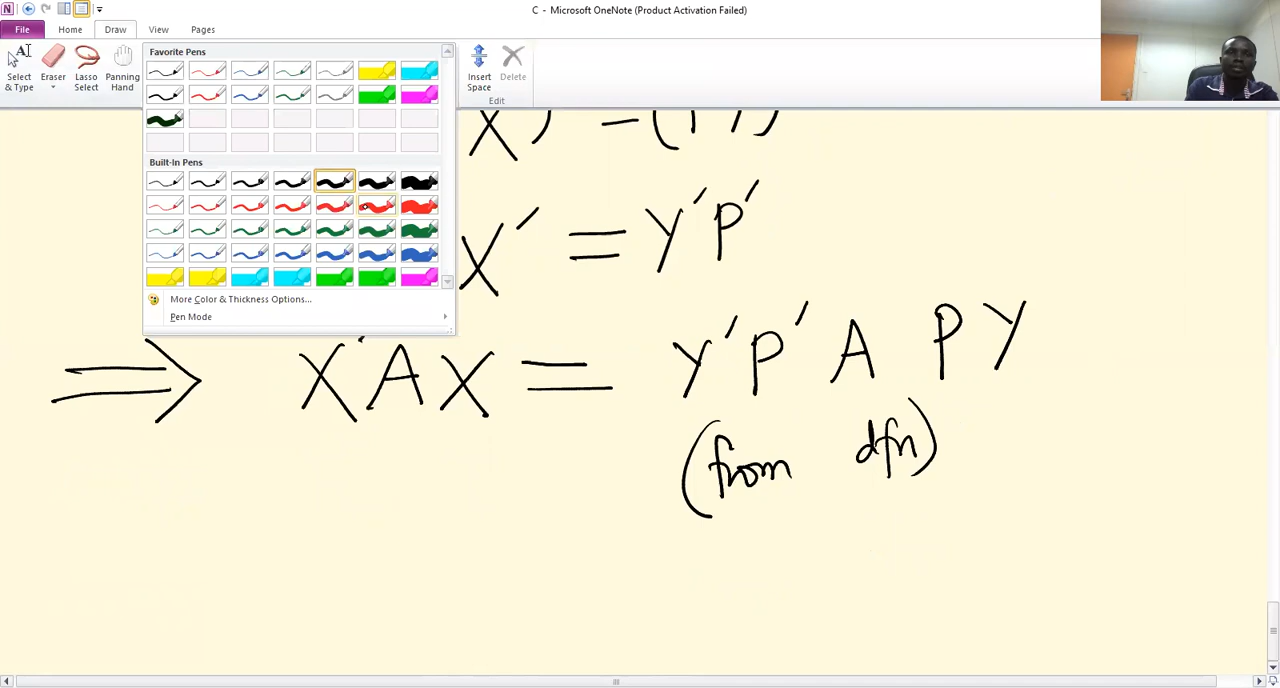 C - Microsoft OneNote (Product Activation Failed)
File Home Draw View Pages
Select & Type
Eraser
Lasso Select
Panning Hand
Insert Space
Delete
Edit
Favorite Pens
Built-In Pens
More Color & Thickness Options...
Pen Mode
X' = Y'P'
⟹ X'AX = Y'P'A PY
(from dfn)